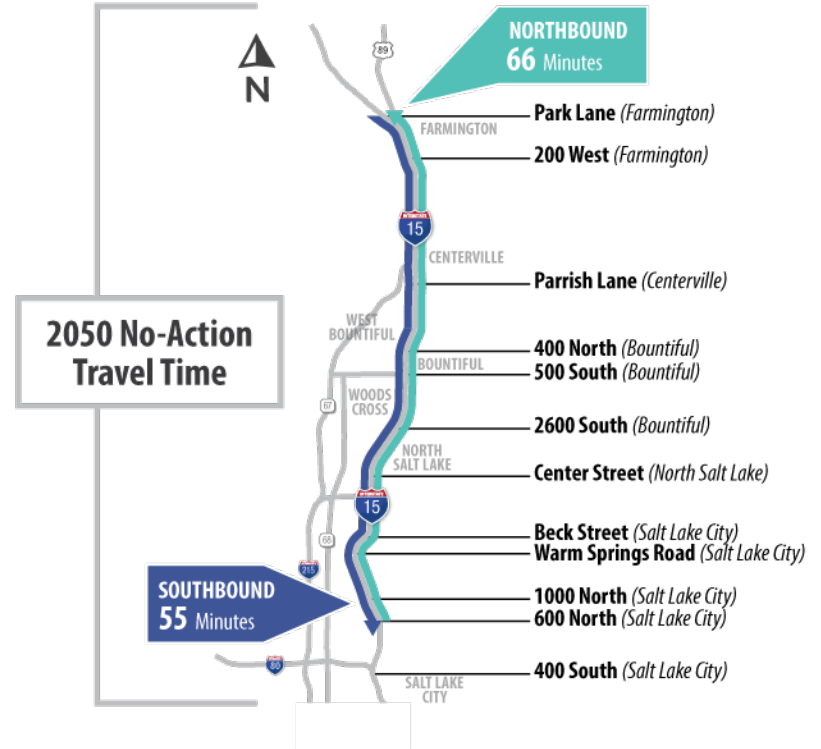 NORTHBOUND
66 Minutes
89
N
Park Lane (Farmington)
FARMINGTON
200 West (Farmington)
INTERSTATE
15
CENTERVILLE
Parrish Lane (Centerville)
2050 No-Action
Travel Time
WEST
BOUNTIFUL
400 North (Bountiful)
BOUNTIFUL
500 South (Bountiful)
WOODS
CROSS
67
2600 South (Bountiful)
NORTH
SALT LAKE
Center Street (North Salt Lake)
INTERSTATE
15
Beck Street (Salt Lake City)
68
Warm Springs Road (Salt Lake City)
215
SOUTHBOUND
55 Minutes
1000 North (Salt Lake City)
600 North (Salt Lake City)
80
400 South (Salt Lake City)
SALT LAKE
CITY